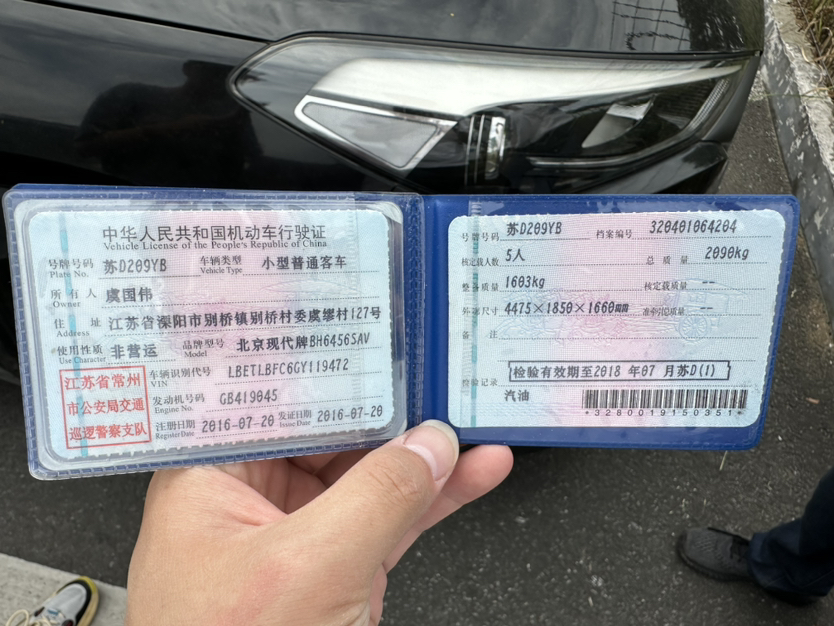 中华人民共和国机动车行驶证
Vehicle License of the People's Republic of China
号牌号码 苏D209YB 车辆类型 小型普通客车
Plate No. Vehicle Type
所有人 虞国伟
Owner
住址 江苏省溧阳市别桥镇别桥村委虞缪村127号
Address
使用性质 非营运 品牌型号 北京现代牌BH6456SAV
Use Character Model
江苏省常州
市公安局交通
巡逻警察支队
车辆识别代号 LBETLBFC6GY119472
VIN
发动机号码 GB419045
Engine No.
注册日期 2016-07-20 发证日期 2016-07-20
Register Date Issue Date
号牌号码 苏D209YB 档案编号 320401064204
核定载人数 5人 总质量 2090kg
整备质量 1603kg 核定载质量 --
外廓尺寸 4475×1850×1660mm 准牵引总质量 --
备注
检验记录 检验有效期至2018 年07 月苏D(1)
汽油
*3280019150351*